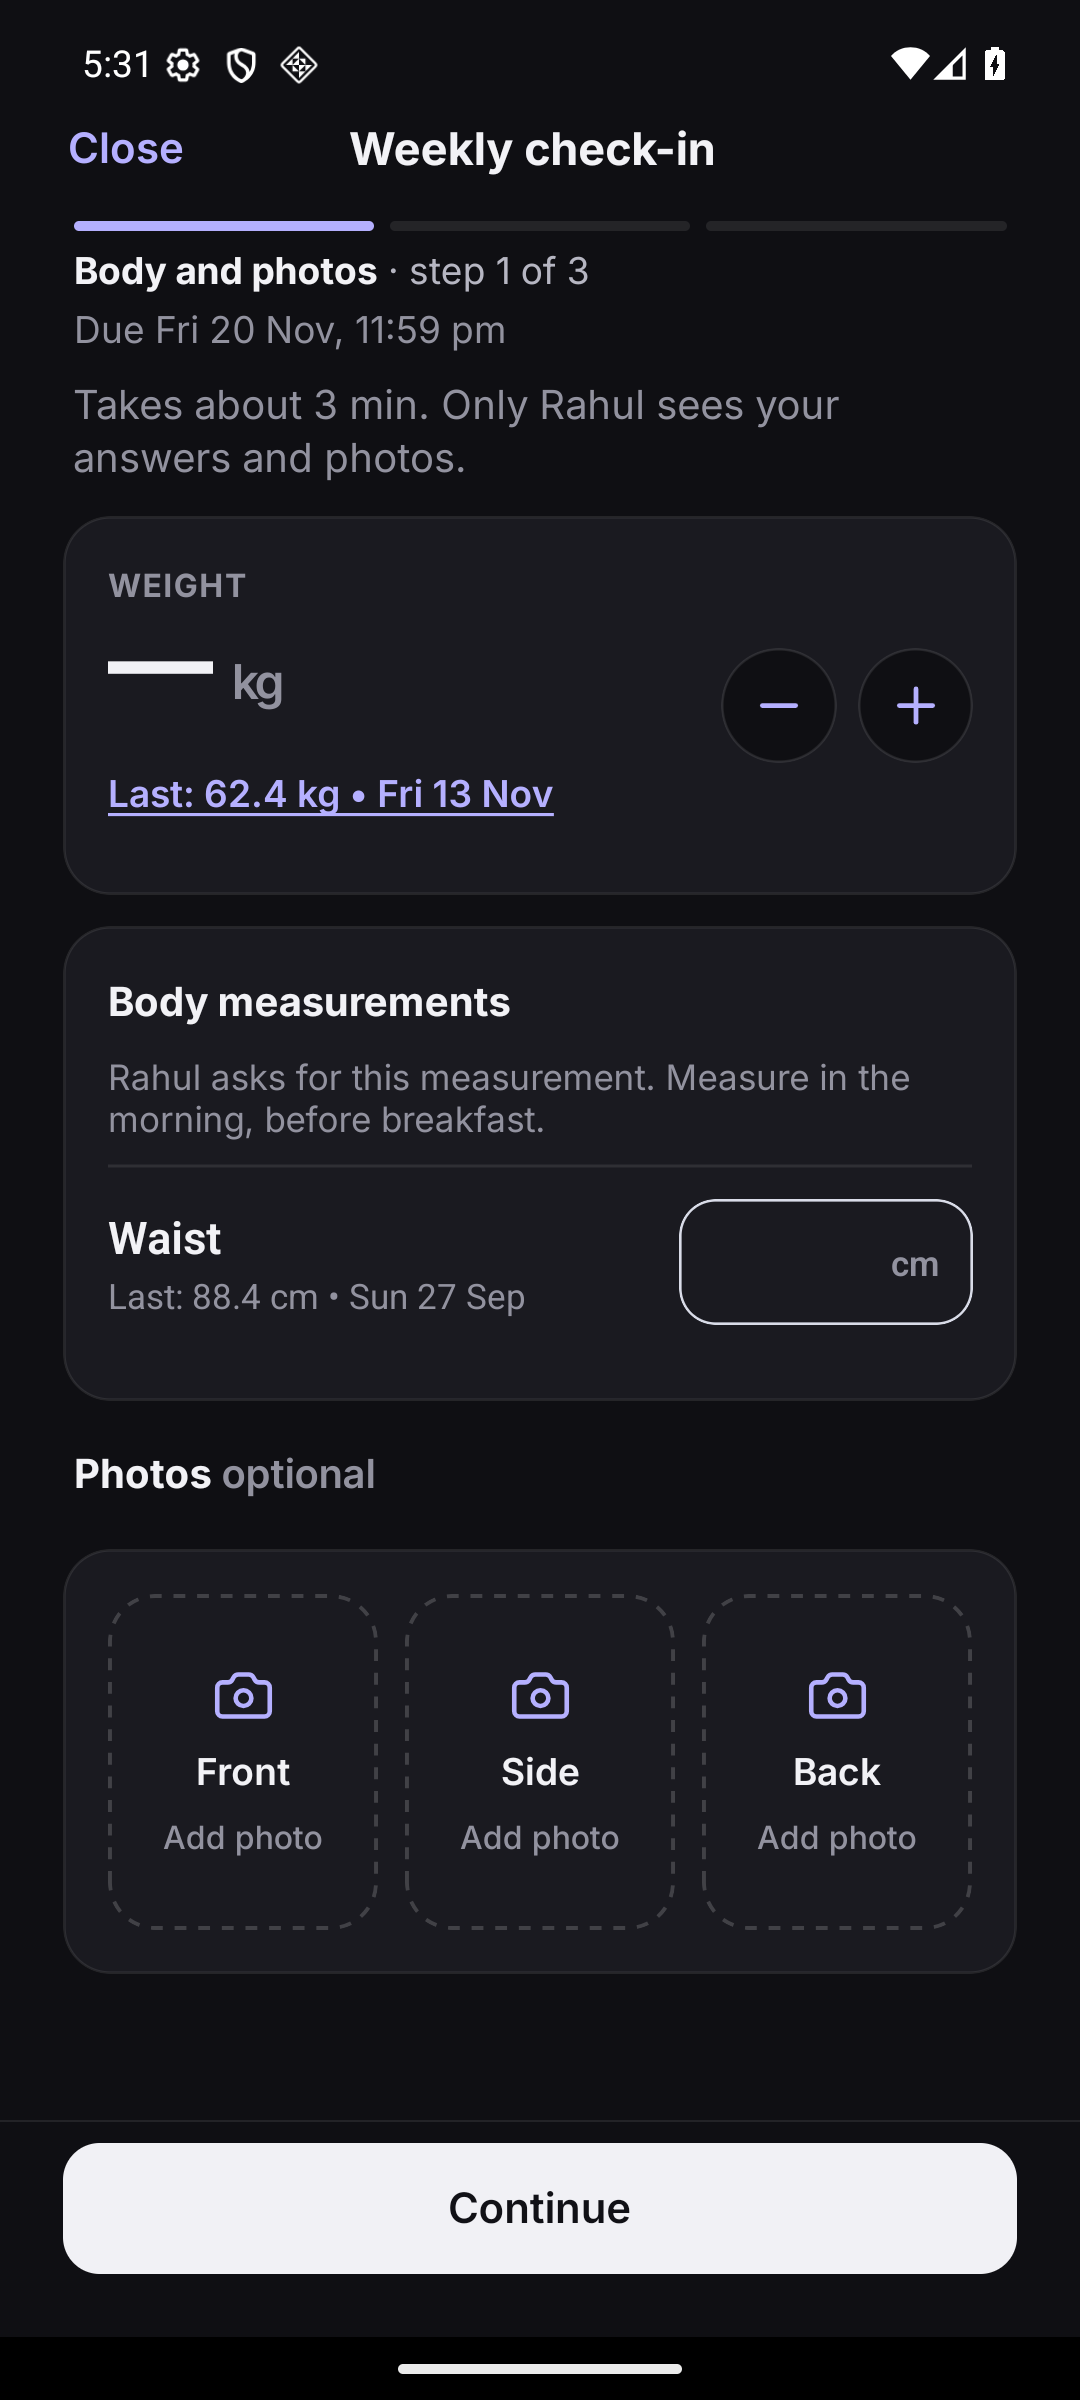 5:31
Close
Weekly check-in
Body and photos · step 1 of 3
Due Fri 20 Nov, 11:59 pm
Takes about 3 min. Only Rahul sees your
answers and photos.
WEIGHT
— kg
Last: 62.4 kg • Fri 13 Nov
Body measurements
Rahul asks for this measurement. Measure in the
morning, before breakfast.
Waist
cm
Last: 88.4 cm • Sun 27 Sep
Photos optional
Front
Side
Back
Add photo
Add photo
Add photo
Continue